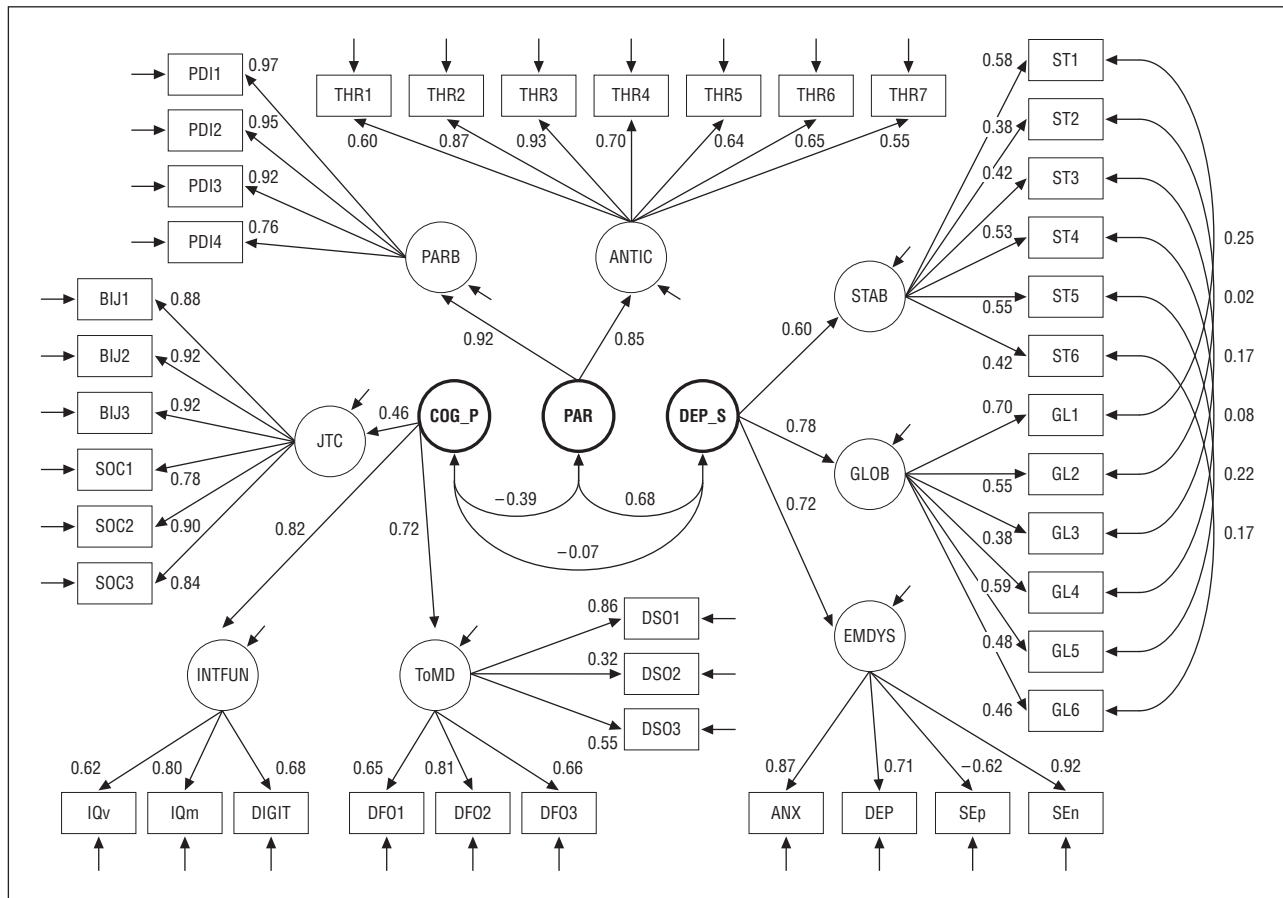 THR1 THR2 THR3 THR4 THR5 THR6 THR7
0.60 0.87 0.93 0.70 0.64 0.65 0.55
PDI1 0.97
PDI2 0.95
PDI3 0.92
PDI4 0.76
PARB
ANTIC
0.92
0.85
BIJ1 0.88
BIJ2 0.92
BIJ3 0.92
SOC1 0.78
SOC2 0.90
SOC3 0.84
JTC
0.46
COG_P
PAR
DEP_S
−0.39
0.68
−0.07
0.82
0.72
INTFUN
0.62 0.80 0.68
IQv IQm DIGIT
ToMD
0.86 DSO1
0.32 DSO2
0.55 DSO3
0.65 0.81 0.66
DFO1 DFO2 DFO3
0.60
0.78
0.72
STAB
0.58 ST1
0.38 ST2
0.42 ST3
0.53 ST4
0.55 ST5
0.42 ST6
GLOB
0.70 GL1
0.55 GL2
0.38 GL3
0.59 GL4
0.48 GL5
0.46 GL6
0.25
0.02
0.17
0.08
0.22
0.17
EMDYS
0.87 0.71 −0.62 0.92
ANX DEP SEp SEn